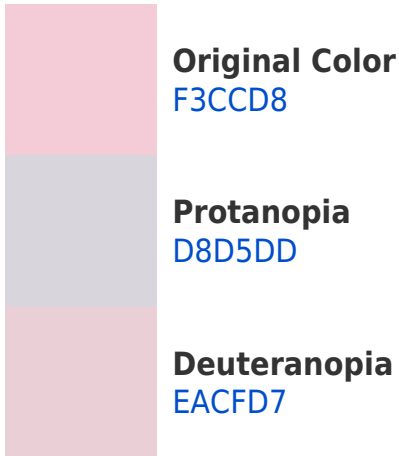 Original Color
F3CCD8
Protanopia
D8D5DD
Deuteranopia
EACFD7